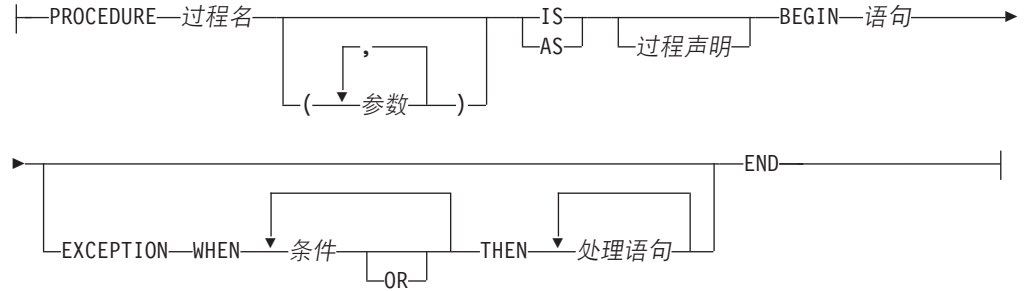 PROCEDURE 过程名 IS BEGIN 语句
, AS 过程声明
( 参数 )
END
EXCEPTION WHEN 条件 THEN 处理语句
OR